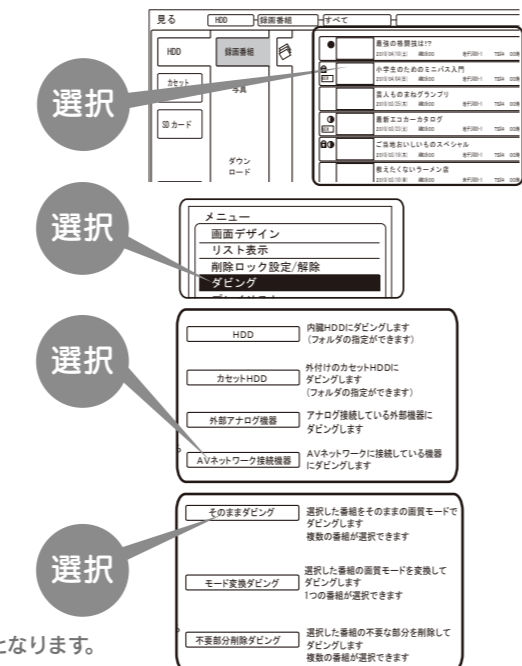 見る HDD 録画番組 すべて
HDD
カセット
SDカード
録画番組
写真
ダウン
ロード
最強の格闘技は!?
小学生のためのミニバス入門
芸人ものまねグランプリ
最新エコカーカタログ
ご当地おいしいものスペシャル
教えたくないラーメン店
選択
メニュー
画面デザイン
リスト表示
削除ロック設定/解除
ダビング
選択
HDD
内臓HDDにダビングします
(フォルダの指定ができます)
カセットHDD
外付けのカセットHDDに
ダビングします
(フォルダの指定ができます)
外部アナログ機器
アナログ接続している外部機器に
ダビングします
AVネットワーク接続機器
AVネットワークに接続している機器
にダビングします
選択
そのままダビング
選択した番組をそのままの画質モードで
ダビングします
複数の番組が選択できます
モード変換ダビング
選択した番組の画質モードを変換して
ダビングします
1つの番組が選択できます
不要部分削除ダビング
選択した番組の不要な部分を削除して
ダビングします
複数の番組が選択できます
選択
となります。